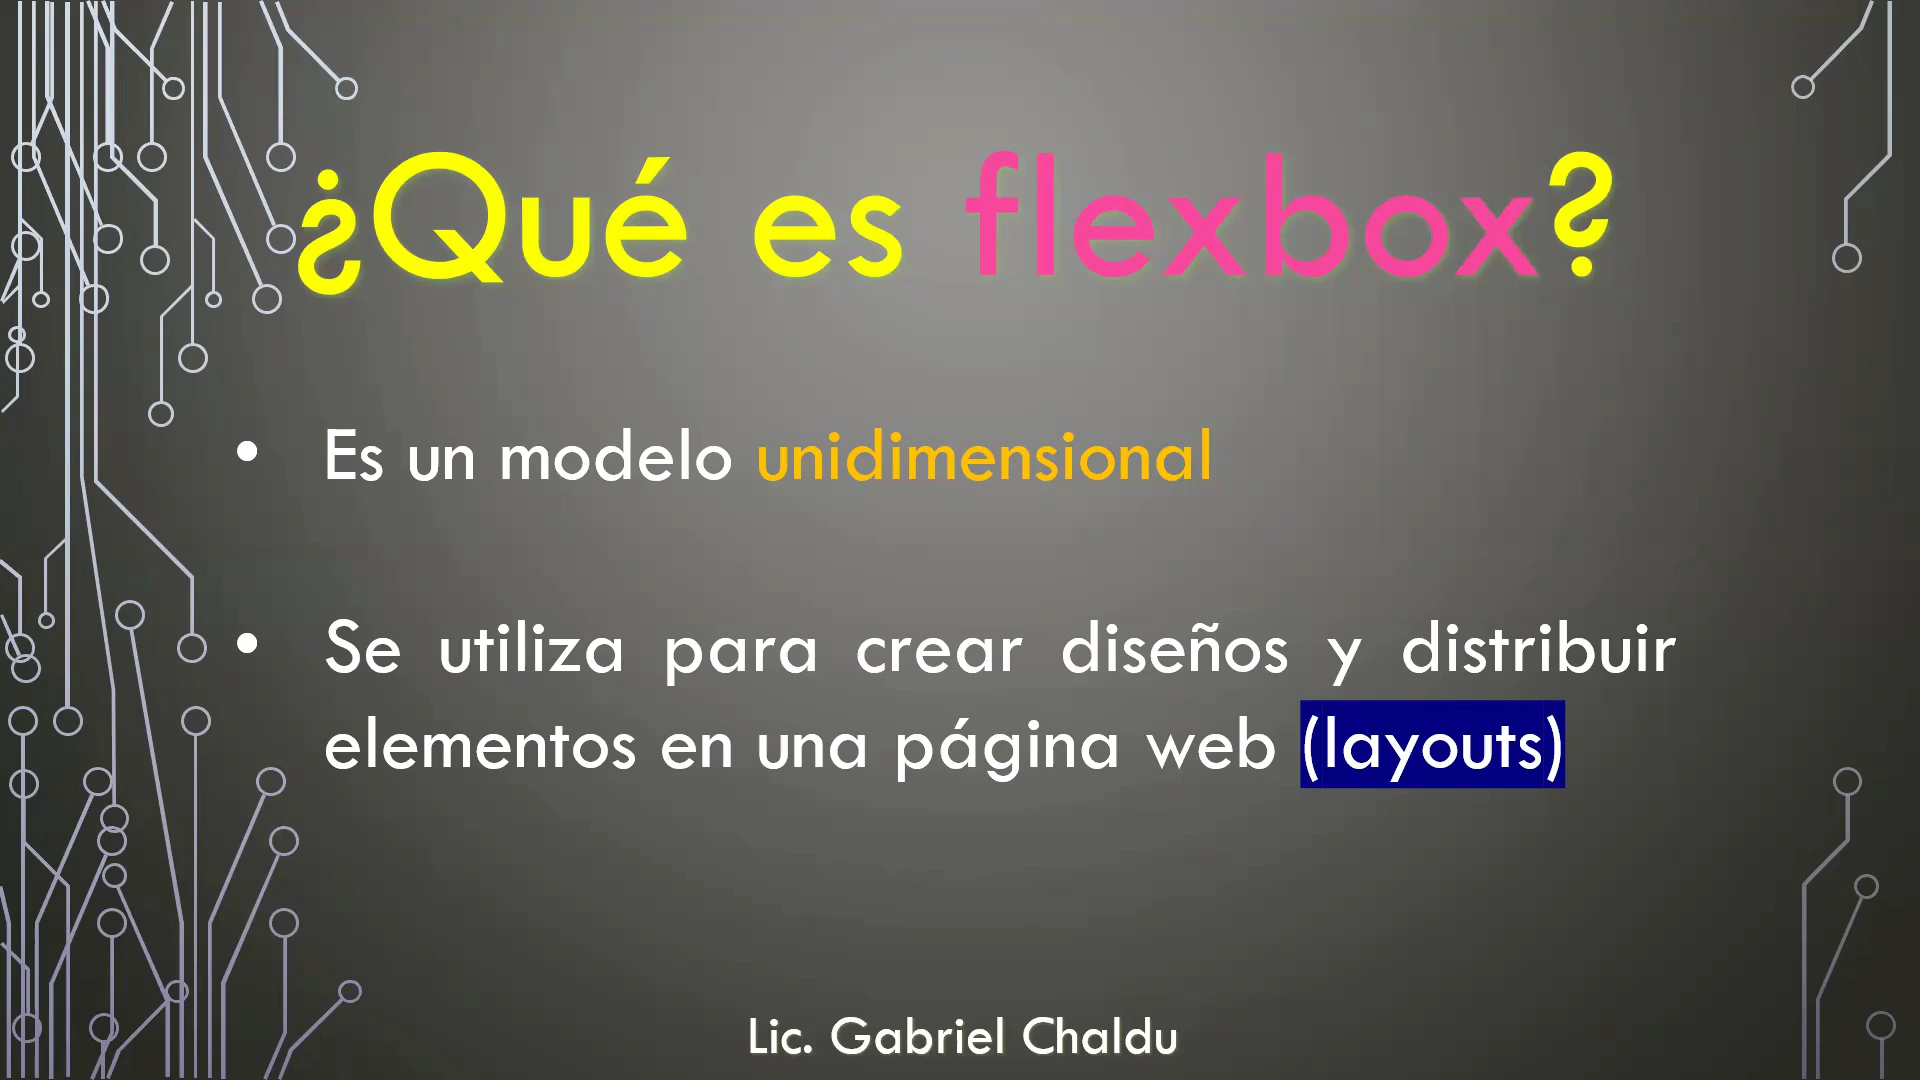 ¿Qué es flexbox?
• Es un modelo unidimensional
• Se utiliza para crear diseños y distribuir
elementos en una página web (layouts)
Lic. Gabriel Chaldu